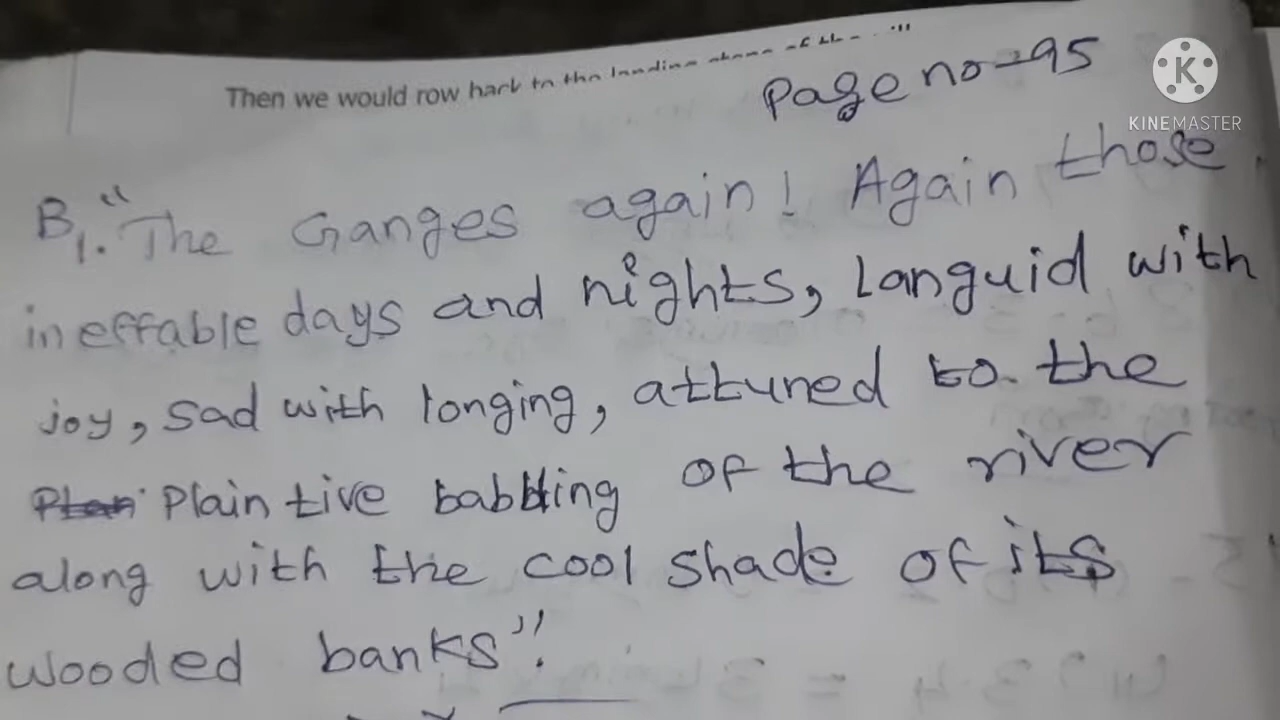 Then we would row back to the landing
Page no - 95
KINEMASTER
B1. "The Ganges again! Again those
ineffable days and nights, Languid with
joy, sad with longing, attuned to the
Plaintive babbling of the river
along with the cool shade of its
wooded banks".